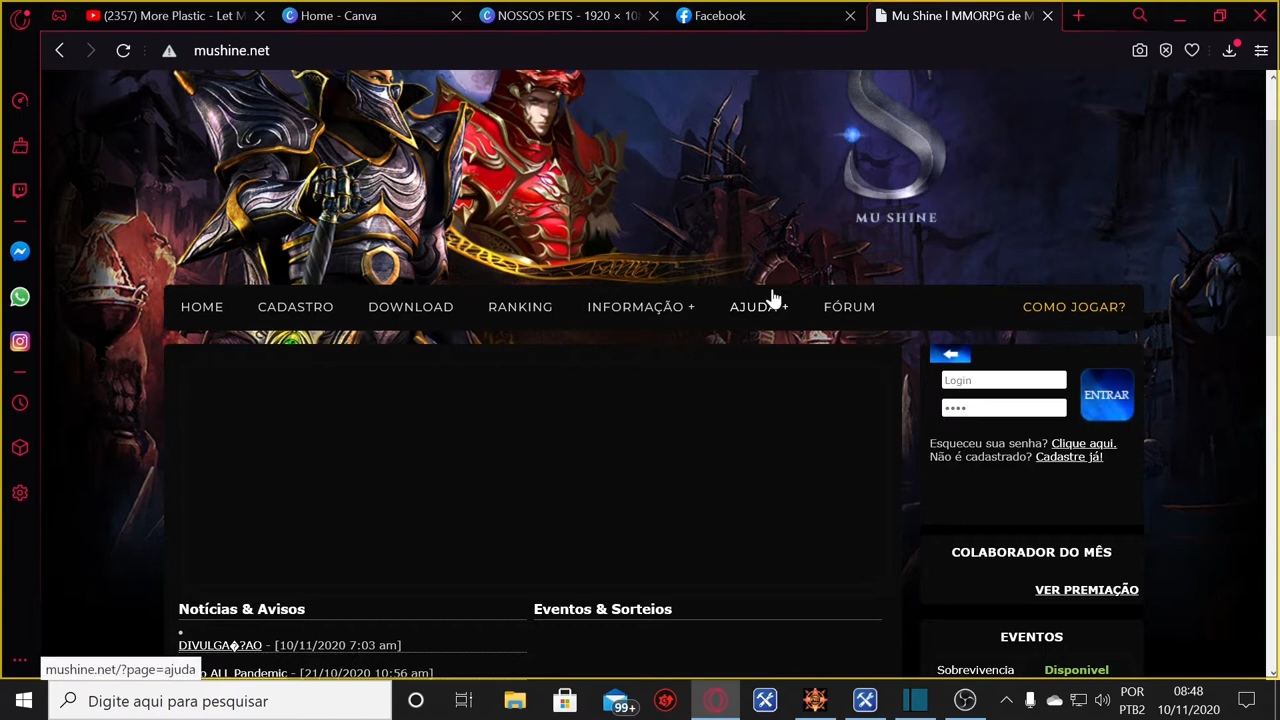 (2357) More Plastic - Let M
Home - Canva
NOSSOS PETS - 1920 × 10
Facebook
Mu Shine l MMORPG de M
mushine.net
MU SHINE
HOME CADASTRO DOWNLOAD RANKING INFORMAÇÃO + AJUDA + FÓRUM COMO JOGAR?
Login
ENTRAR
Esqueceu sua senha? Clique aqui.
Não é cadastrado? Cadastre já!
COLABORADOR DO MÊS
VER PREMIAÇÃO
Notícias & Avisos
Eventos & Sorteios
EVENTOS
DIVULGA�?AO - [10/11/2020 7:03 am]
ALL Pandemic - [21/10/2020 10:56 am]
Sobrevivencia Disponivel
mushine.net/?page=ajuda
Digite aqui para pesquisar
99+
POR
PTB2
08:48
10/11/2020